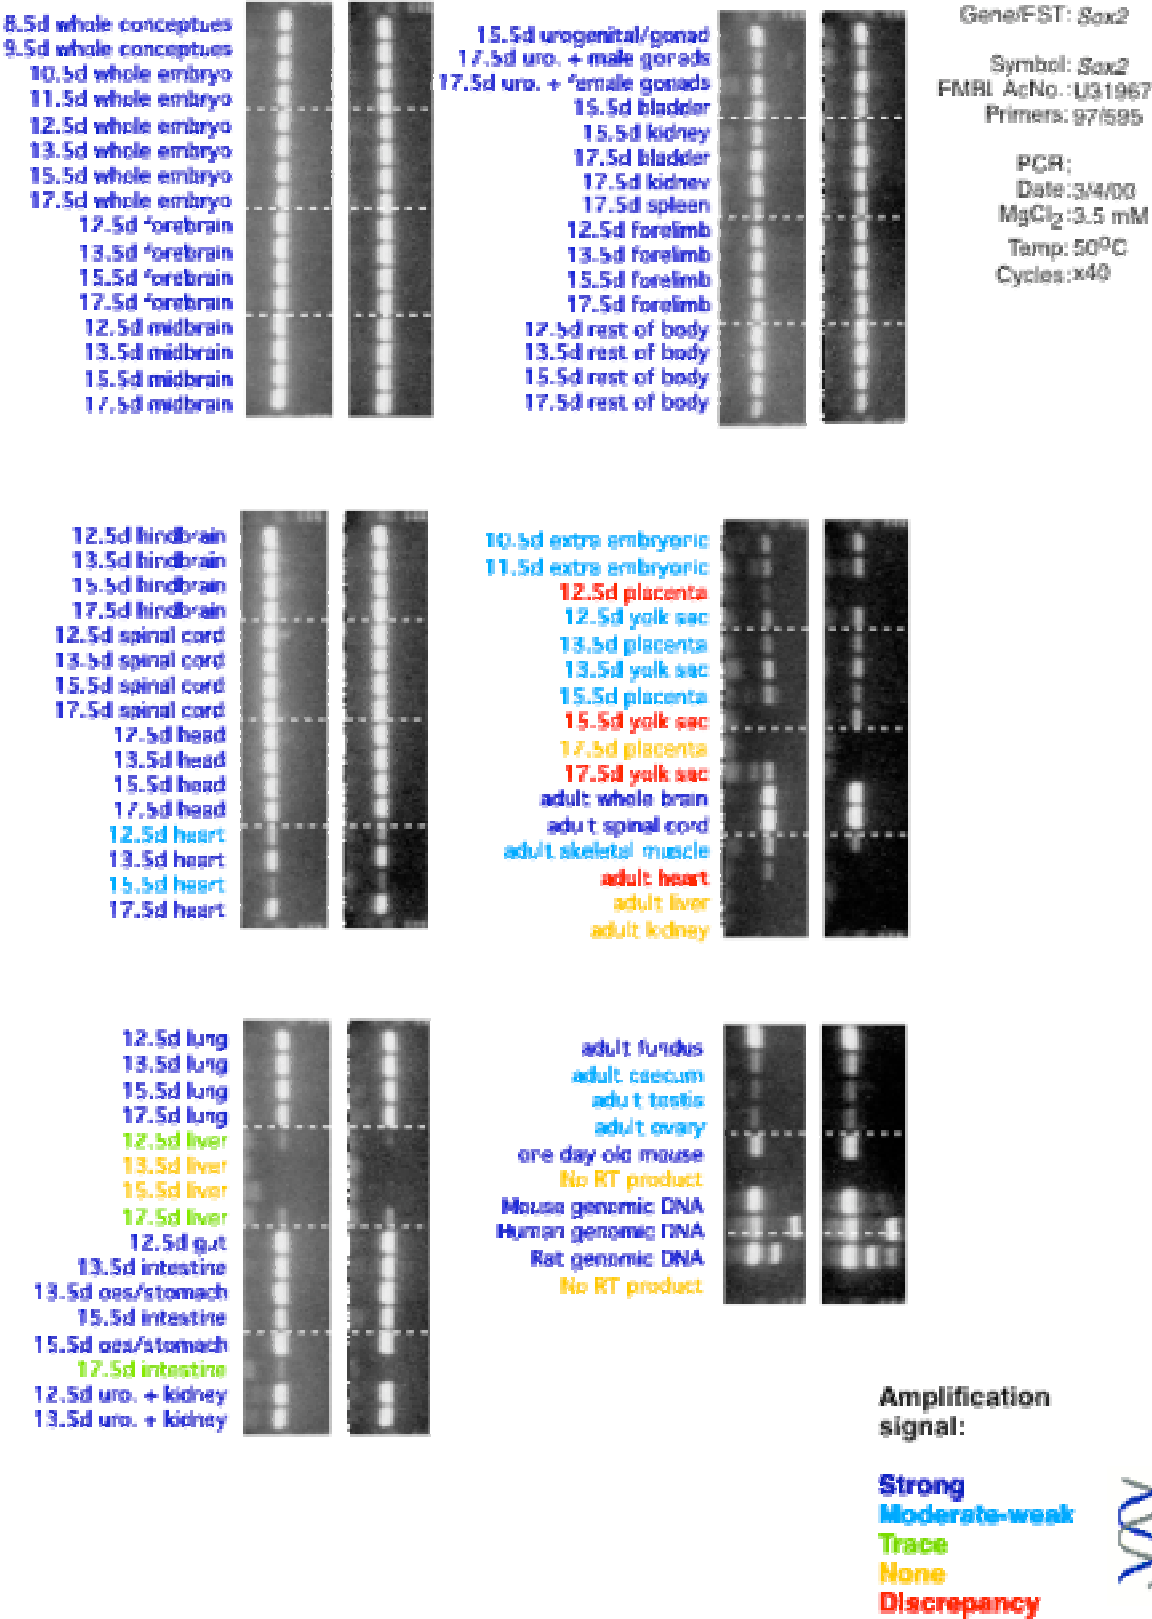 8.5d whole conceptues
9.5d whole conceptues
10.5d whole embryo
11.5d whole embryo
12.5d whole embryo
13.5d whole embryo
15.5d whole embryo
17.5d whole embryo
12.5d forebrain
13.5d forebrain
15.5d forebrain
17.5d forebrain
12.5d midbrain
13.5d midbrain
15.5d midbrain
17.5d midbrain
15.5d urogenital/gonad
17.5d uro. + male gonads
17.5d uro. + female gonads
15.5d bladder
15.5d kidney
17.5d bladder
17.5d kidney
17.5d spleen
12.5d forelimb
13.5d forelimb
15.5d forelimb
17.5d forelimb
12.5d rest of body
13.5d rest of body
15.5d rest of body
17.5d rest of body
Gene/EST: Sox2
Symbol: Sox2
EMBL AcNo.: U31967
Primers: 97/595
PCR;
Date: 3/4/00
MgCl2: 3.5 mM
Temp: 50°C
Cycles: x40
12.5d hindbrain
13.5d hindbrain
15.5d hindbrain
17.5d hindbrain
12.5d spinal cord
13.5d spinal cord
15.5d spinal cord
17.5d spinal cord
12.5d head
13.5d head
15.5d head
17.5d head
12.5d heart
13.5d heart
15.5d heart
17.5d heart
10.5d extra embryonic
11.5d extra embryonic
12.5d placenta
12.5d yolk sac
13.5d placenta
13.5d yolk sac
15.5d placenta
15.5d yolk sac
17.5d placenta
17.5d yolk sac
adult whole brain
adult spinal cord
adult skeletal muscle
adult heart
adult liver
adult kidney
12.5d lung
13.5d lung
15.5d lung
17.5d lung
12.5d liver
13.5d liver
15.5d liver
17.5d liver
12.5d gut
13.5d intestine
13.5d oes/stomach
15.5d intestine
15.5d oes/stomach
17.5d intestine
12.5d uro. + kidney
13.5d uro. + kidney
adult fundus
adult caecum
adult testis
adult ovary
one day old mouse
No RT product
Mouse genomic DNA
Human genomic DNA
Rat genomic DNA
No RT product
Amplification
signal:
Strong
Moderate-weak
Trace
None
Discrepancy